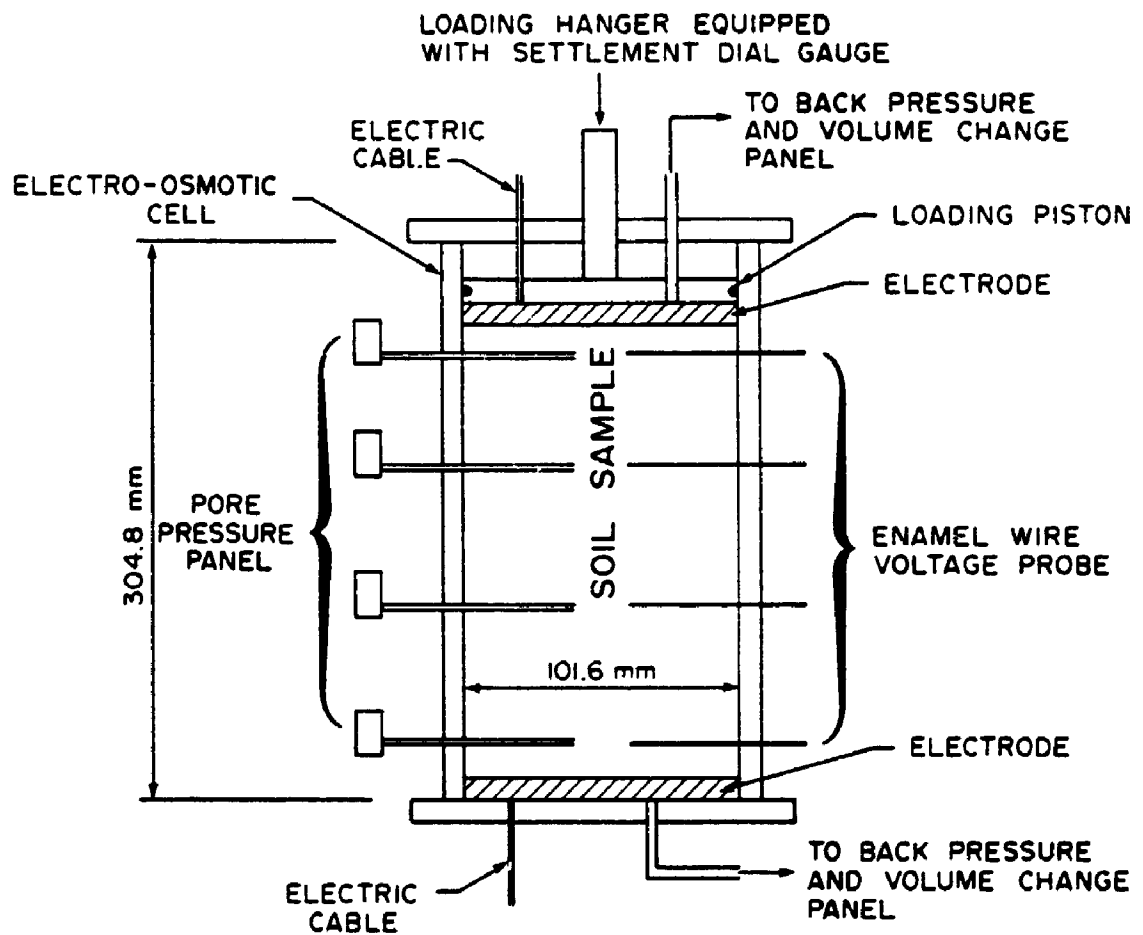 LOADING HANGER EQUIPPED
WITH SETTLEMENT DIAL GAUGE
TO BACK PRESSURE
AND VOLUME CHANGE
PANEL
ELECTRIC
CABLE
ELECTRO-OSMOTIC
CELL
LOADING PISTON
ELECTRODE
SOIL SAMPLE
PORE
PRESSURE
PANEL
304.8 mm
ENAMEL WIRE
VOLTAGE PROBE
101.6 mm
ELECTRODE
TO BACK PRESSURE
AND VOLUME CHANGE
PANEL
ELECTRIC
CABLE